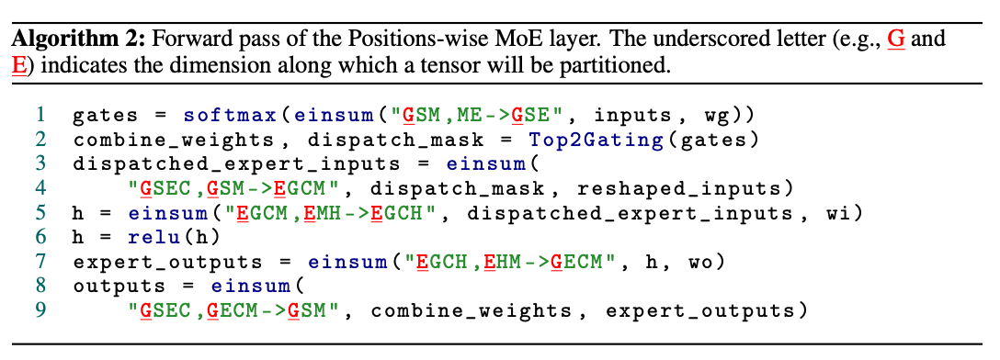 Algorithm 2: Forward pass of the Positions-wise MoE layer. The underscored letter (e.g., G and
E) indicates the dimension along which a tensor will be partitioned.
1 gates = softmax(einsum("GSM,ME->GSE", inputs, wg))
2 combine_weights, dispatch_mask = Top2Gating(gates)
3 dispatched_expert_inputs = einsum(
4 "GSEC,GSM->EGCM", dispatch_mask, reshaped_inputs)
5 h = einsum("EGCM,EMH->EGCH", dispatched_expert_inputs, wi)
6 h = relu(h)
7 expert_outputs = einsum("EGCH,EHM->GECM", h, wo)
8 outputs = einsum(
9 "GSEC,GECM->GSM", combine_weights, expert_outputs)